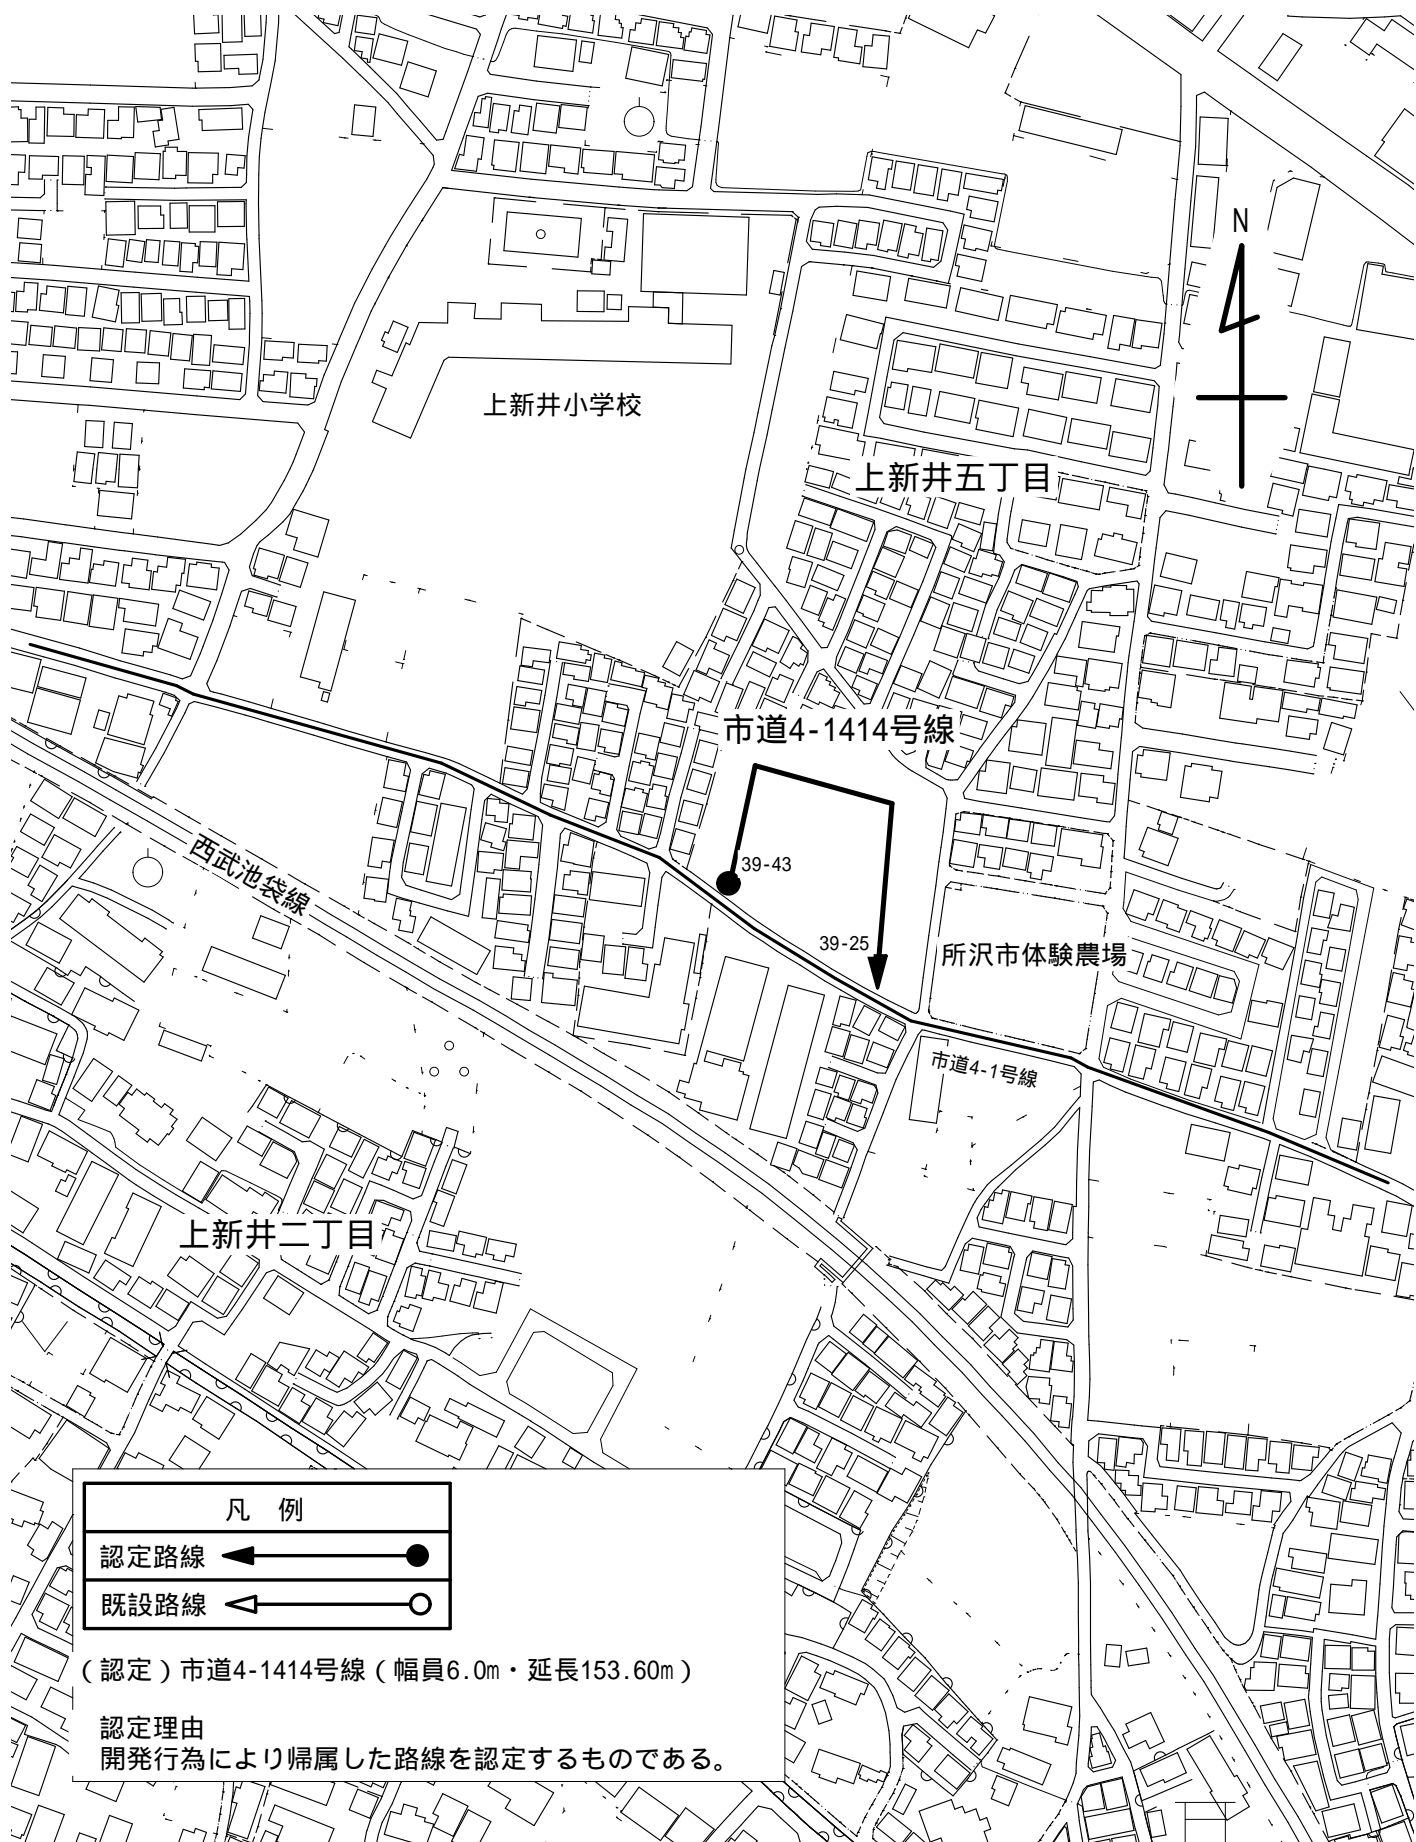 N
上新井小学校
上新井五丁目
市道4-1414号線
39-43
西武池袋線
39-25
所沢市体験農場
市道4-1号線
上新井二丁目
凡 例
認定路線
既設路線
（認定）市道4-1414号線（幅員6.0m・延長153.60m）
認定理由
開発行為により帰属した路線を認定するものである。